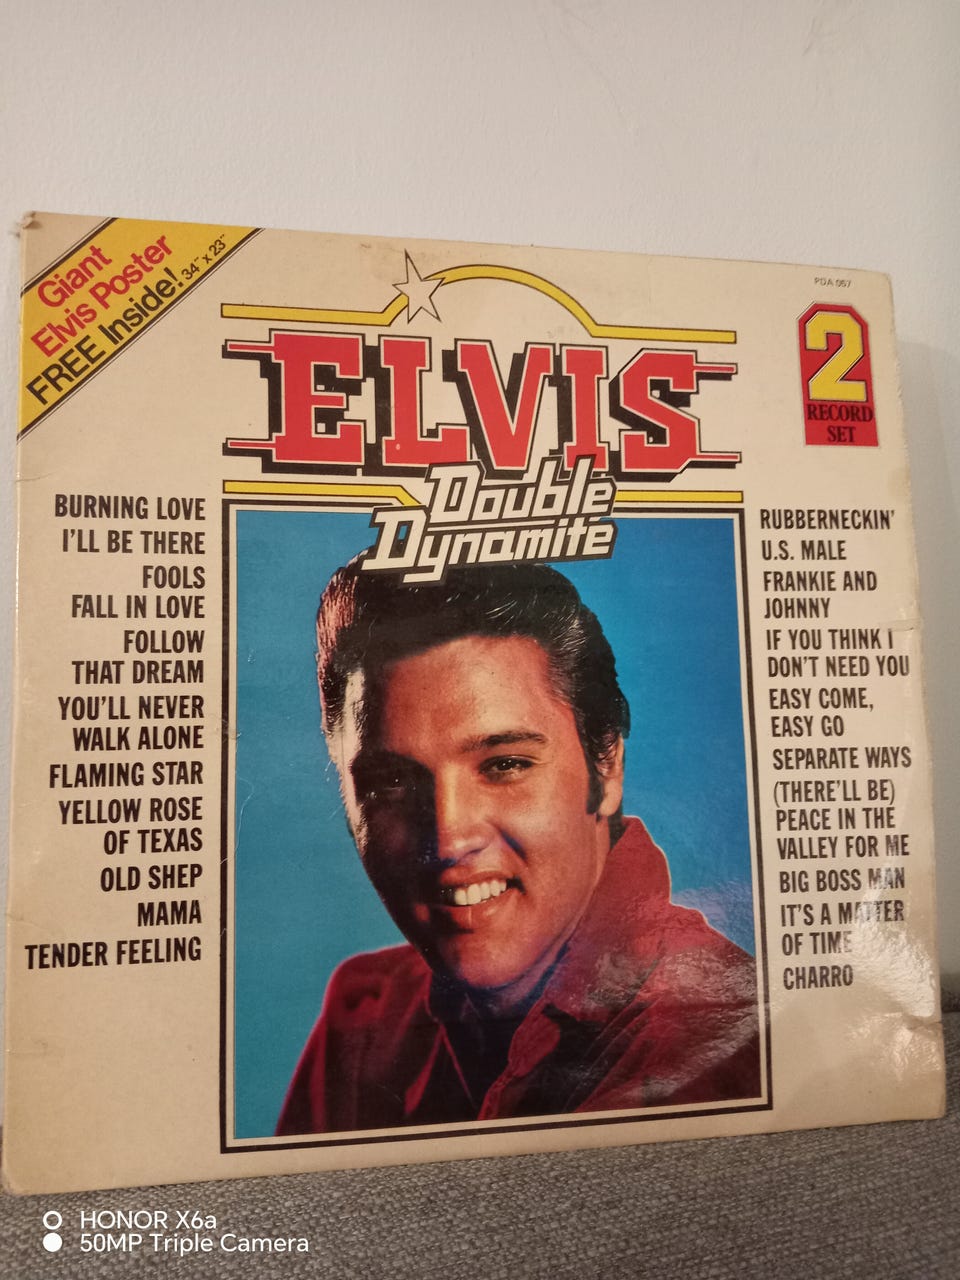 Giant
Elvis Poster
FREE Inside! 34" x 23"
PDA 057
2
RECORD
SET
ELVIS
Double
Dynamite
BURNING LOVE
I'LL BE THERE
FOOLS
FALL IN LOVE
FOLLOW
THAT DREAM
YOU'LL NEVER
WALK ALONE
FLAMING STAR
YELLOW ROSE
OF TEXAS
OLD SHEP
MAMA
TENDER FEELING
RUBBERNECKIN'
U.S. MALE
FRANKIE AND
JOHNNY
IF YOU THINK I
DON'T NEED YOU
EASY COME,
EASY GO
SEPARATE WAYS
(THERE'LL BE)
PEACE IN THE
VALLEY FOR ME
BIG BOSS MAN
IT'S A MATTER
OF TIME
CHARRO
HONOR X6a
50MP Triple Camera